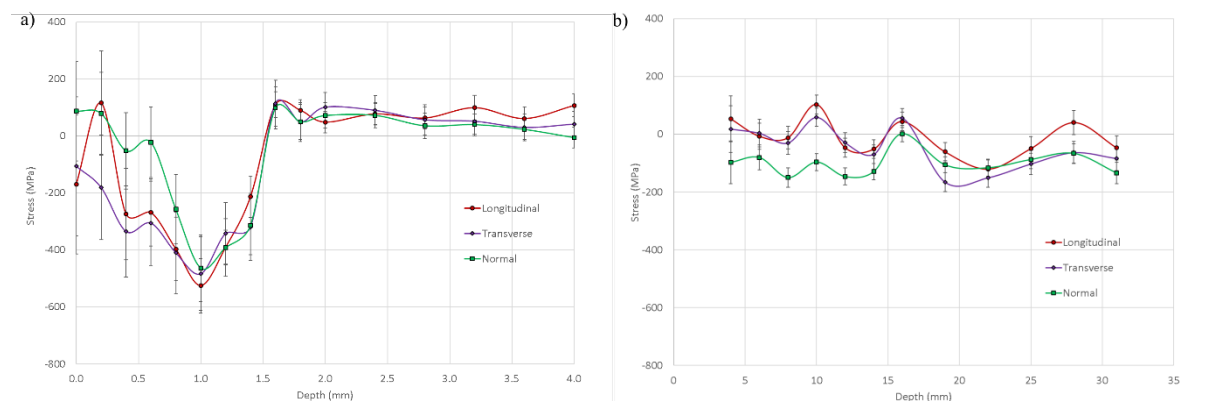 a)
400
200
0
-200
-400
-600
-800
Stress (MPa)
0.0 0.5 1.0 1.5 2.0 2.5 3.0 3.5 4.0
Depth (mm)
Longitudinal
Transverse
Normal
b)
400
200
0
-200
-400
-600
-800
Stress (MPa)
0 5 10 15 20 25 30 35
Depth (mm)
Longitudinal
Transverse
Normal